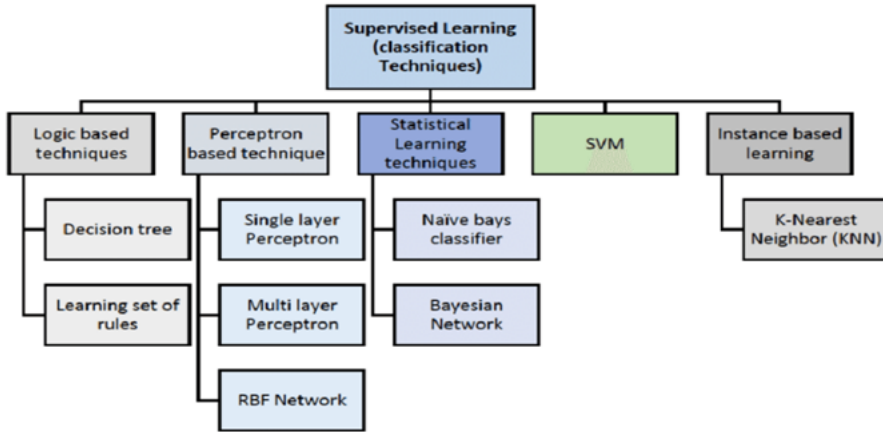 Supervised Learning
(classification
Techniques)
Logic based
techniques
Perceptron
based technique
Statistical
Learning
techniques
SVM
Instance based
learning
Decision tree
Learning set of
rules
Single layer
Perceptron
Multi layer
Perceptron
RBF Network
Naïve bays
classifier
Bayesian
Network
K-Nearest
Neighbor (KNN)